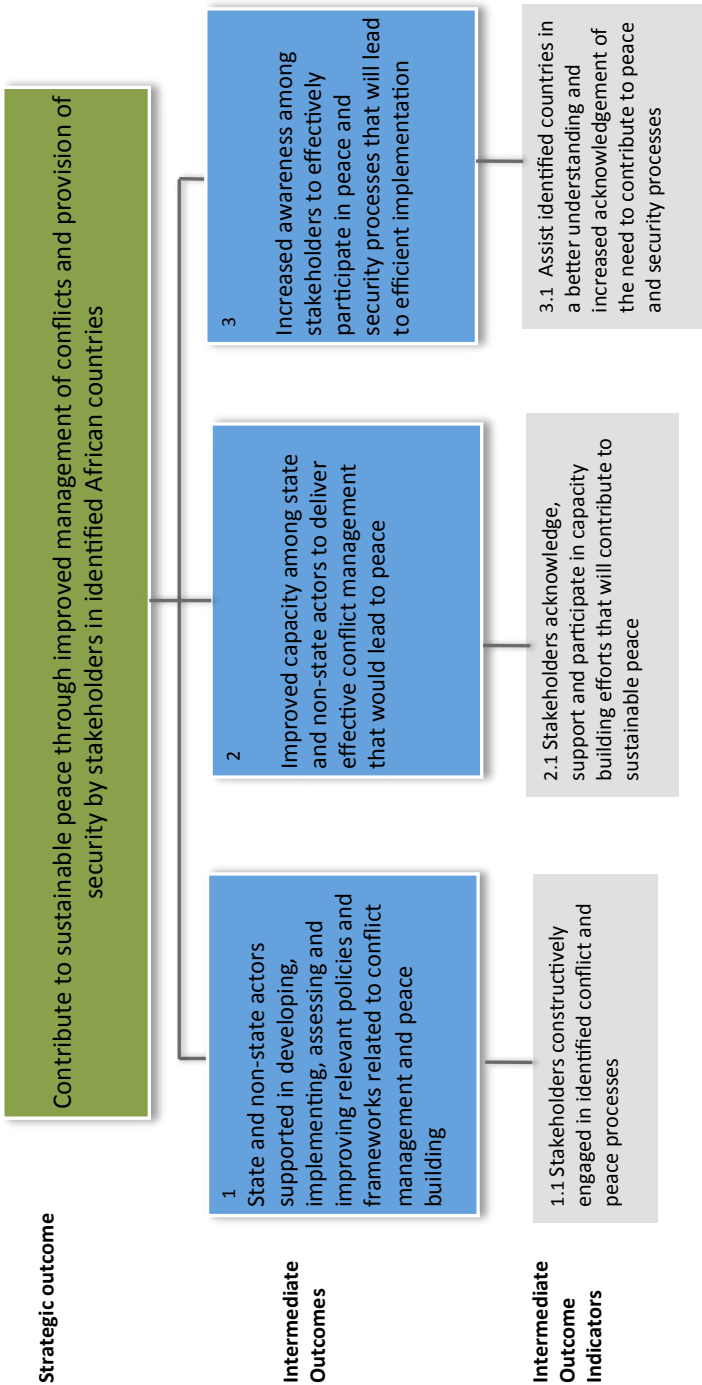 Strategic outcome
Contribute to sustainable peace through improved management of conflicts and provision of
security by stakeholders in identified African countries
Intermediate
Outcomes
1
State and non-state actors
supported in developing,
implementing, assessing and
improving relevant policies and
frameworks related to conflict
management and peace
building
2
Improved capacity among state
and non-state actors to deliver
effective conflict management
that would lead to peace
3
Increased awareness among
stakeholders to effectively
participate in peace and
security processes that will lead
to efficient implementation
Intermediate
Outcome
Indicators
1.1 Stakeholders constructively
engaged in identified conflict and
peace processes
2.1 Stakeholders acknowledge,
support and participate in capacity
building efforts that will contribute to
sustainable peace
3.1 Assist identified countries in
a better understanding and
increased acknowledgement of
the need to contribute to peace
and security processes